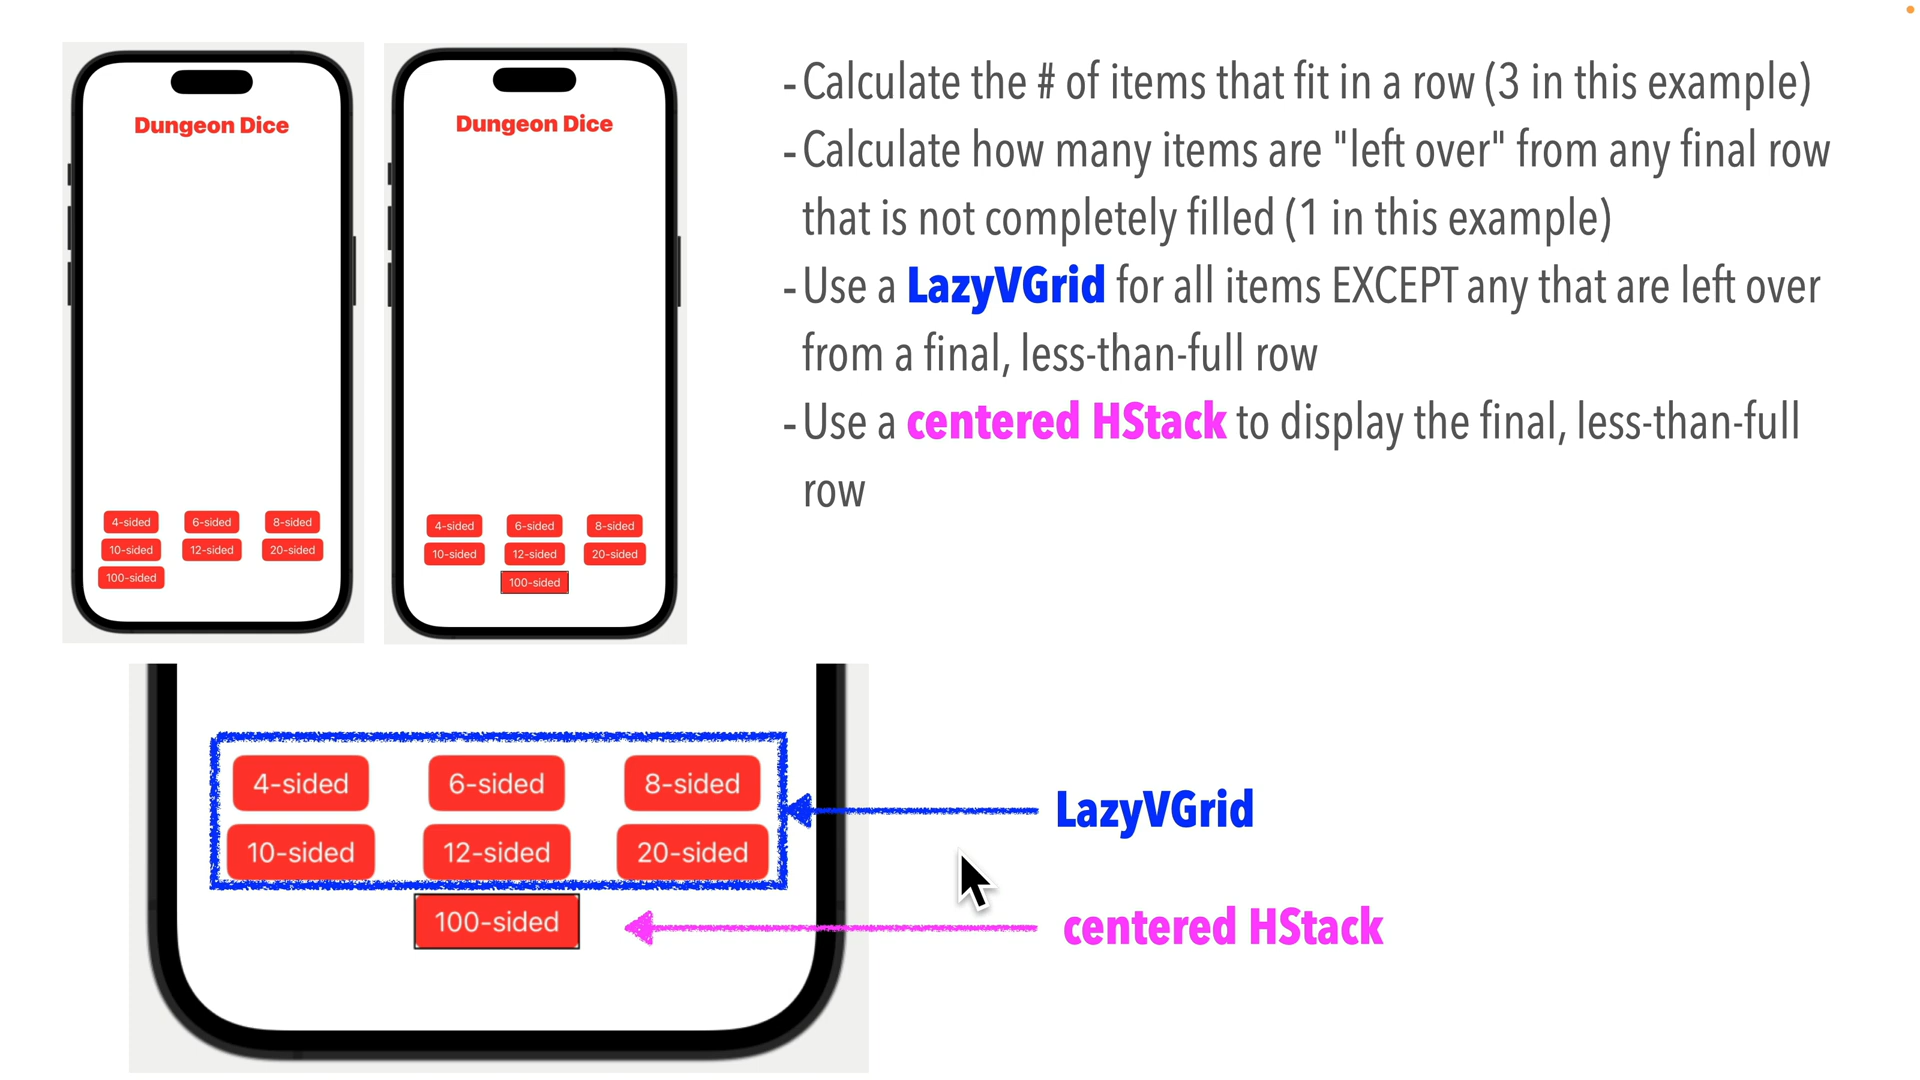 Dungeon Dice
4-sided 6-sided 8-sided
10-sided 12-sided 20-sided
100-sided
Dungeon Dice
4-sided 6-sided 8-sided
10-sided 12-sided 20-sided
100-sided
-Calculate the # of items that fit in a row (3 in this example)
-Calculate how many items are "left over" from any final row
that is not completely filled (1 in this example)
-Use a LazyVGrid for all items EXCEPT any that are left over
from a final, less-than-full row
-Use a centered HStack to display the final, less-than-full
row
4-sided 6-sided 8-sided
10-sided 12-sided 20-sided
100-sided
LazyVGrid
centered HStack